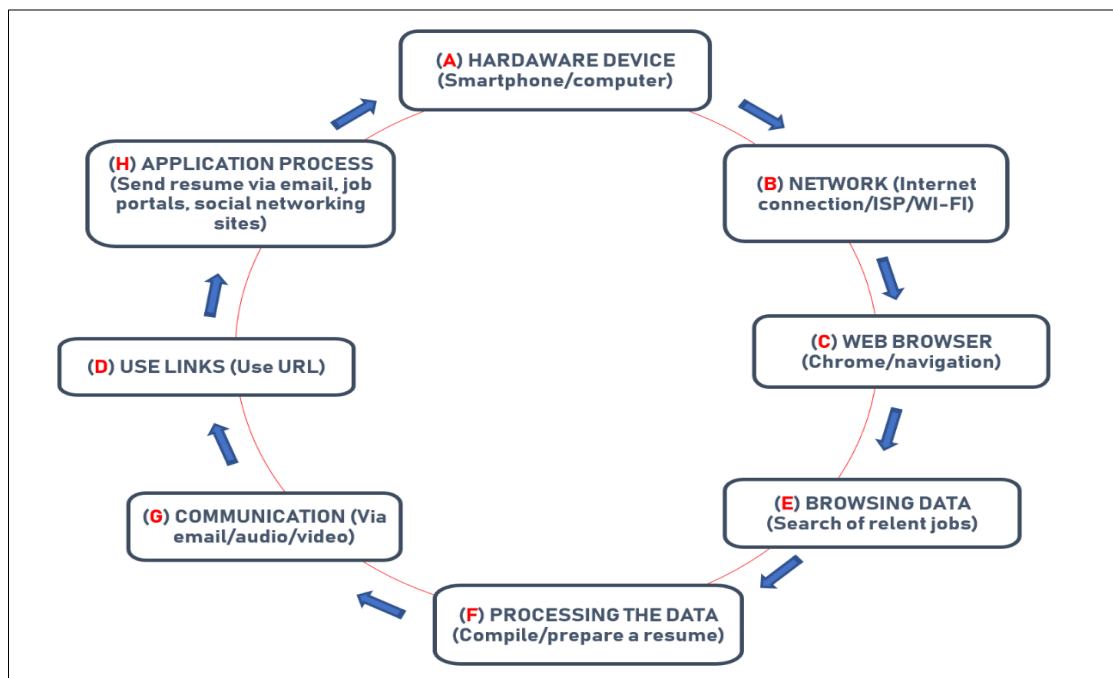 (A) HARDAWARE DEVICE
(Smartphone/computer)
(B) NETWORK (Internet
connection/ISP/WI-FI)
(C) WEB BROWSER
(Chrome/navigation)
(E) BROWSING DATA
(Search of relent jobs)
(F) PROCESSING THE DATA
(Compile/prepare a resume)
(G) COMMUNICATION (Via
email/audio/video)
(D) USE LINKS (Use URL)
(H) APPLICATION PROCESS
(Send resume via email, job
portals, social networking
sites)